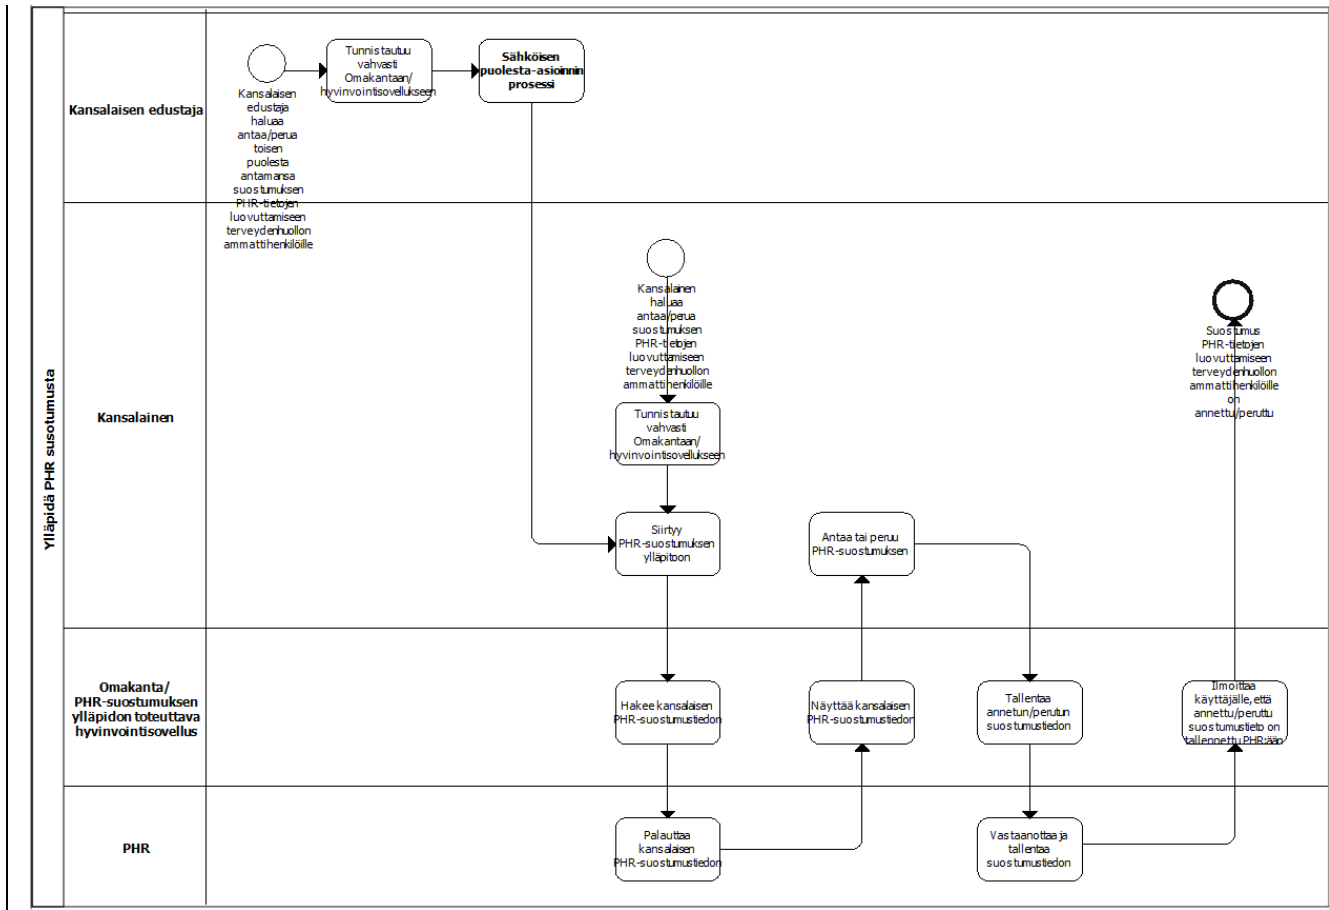 Ylläpidä PHR susotumusta
Kansalaisen edustaja
Kansalaisen
edustaja
haluaa
antaa/perua
toisen
puolesta
antamansa
suostumuksen
PHR-tietojen
luovuttamiseen
terveydenhuollon
ammattihenkilöille
Tunnistautuu
vahvasti
Omakantaan/
hyvinvointisovellukseen
Sähköisen
puolesta-asioinnin
prosessi
Kansalainen
Kansalainen
haluaa
antaa/perua
suostumuksen
PHR-tietojen
luovuttamiseen
terveydenhuollon
ammattihenkilöille
Tunnistautuu
vahvasti
Omakantaan/
hyvinvointisovellukseen
Siirtyy
PHR-suostumuksen
ylläpitoon
Antaa tai peruu
PHR-suostumuksen
Suostumus
PHR-tietojen
luovuttamiseen
terveydenhuollon
ammattihenkilöille
on
annettu/peruttu
Omakanta/
PHR-suostumuksen
ylläpidon toteuttava
hyvinvointisovellus
Hakee kansalaisen
PHR-suostumustiedon
Näyttää kansalaisen
PHR-suostumustiedon
Tallentaa
annetun/perutun
suostumustiedon
Ilmoittaa
käyttäjälle, että
annettu/peruttu
suostumustieto on
tallennettu PHR:ään
PHR
Palauttaa
kansalaisen
PHR-suostumustiedon
Vastaanottaa ja
tallentaa
suostumustiedon